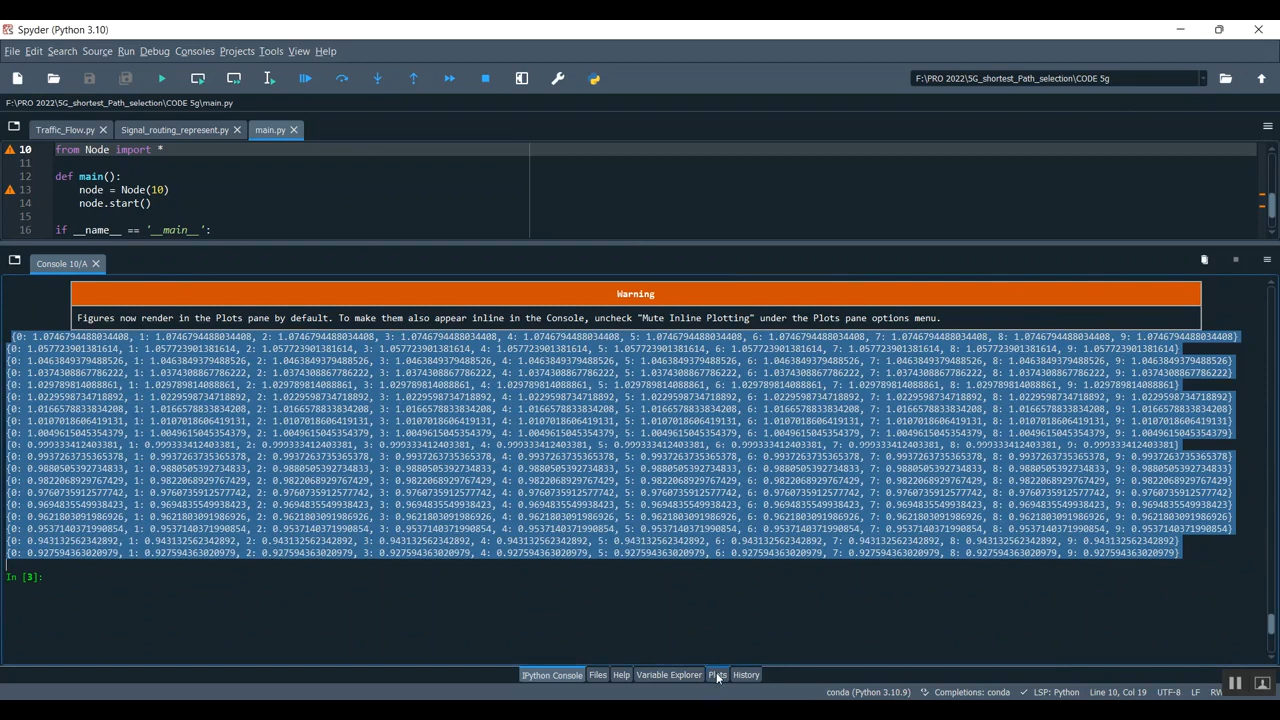 Spyder (Python 3.10)
File Edit Search Source Run Debug Consoles Projects Tools View Help
F:\PRO 2022\5G_shortest_Path_selection\CODE 5g
F:\PRO 2022\5G_shortest_Path_selection\CODE 5g\main.py
Traffic_Flow.py Signal_routing_represent.py main.py
10 from Node import *
11
12 def main():
13 node = Node(10)
14 node.start()
15
16 if __name__ == '__main__':
Console 10/A
Warning
Figures now render in the Plots pane by default. To make them also appear inline in the Console, uncheck "Mute Inline Plotting" under the Plots pane options menu.
{0: 1.0746794488034408, 1: 1.0746794488034408, 2: 1.0746794488034408, 3: 1.0746794488034408, 4: 1.0746794488034408, 5: 1.0746794488034408, 6: 1.0746794488034408, 7: 1.0746794488034408, 8: 1.0746794488034408, 9: 1.0746794488034408}
{0: 1.057723901381614, 1: 1.057723901381614, 2: 1.057723901381614, 3: 1.057723901381614, 4: 1.057723901381614, 5: 1.057723901381614, 6: 1.057723901381614, 7: 1.057723901381614, 8: 1.057723901381614, 9: 1.057723901381614}
{0: 1.0464849379488526, 1: 1.0464849379488526, 2: 1.0464849379488526, 3: 1.0464849379488526, 4: 1.0464849379488526, 5: 1.0464849379488526, 6: 1.0464849379488526, 7: 1.0464849379488526, 8: 1.0464849379488526, 9: 1.0464849379488526}
{0: 1.0374308867786222, 1: 1.0374308867786222, 2: 1.0374308867786222, 3: 1.0374308867786222, 4: 1.0374308867786222, 5: 1.0374308867786222, 6: 1.0374308867786222, 7: 1.0374308867786222, 8: 1.0374308867786222, 9: 1.0374308867786222}
{0: 1.029789814088861, 1: 1.029789814088861, 2: 1.029789814088861, 3: 1.029789814088861, 4: 1.029789814088861, 5: 1.029789814088861, 6: 1.029789814088861, 7: 1.029789814088861, 8: 1.029789814088861, 9: 1.029789814088861}
{0: 1.0229598734718892, 1: 1.0229598734718892, 2: 1.0229598734718892, 3: 1.0229598734718892, 4: 1.0229598734718892, 5: 1.0229598734718892, 6: 1.0229598734718892, 7: 1.0229598734718892, 8: 1.0229598734718892, 9: 1.0229598734718892}
{0: 1.0166578833834208, 1: 1.0166578833834208, 2: 1.0166578833834208, 3: 1.0166578833834208, 4: 1.0166578833834208, 5: 1.0166578833834208, 6: 1.0166578833834208, 7: 1.0166578833834208, 8: 1.0166578833834208, 9: 1.0166578833834208}
{0: 1.0107018606419131, 1: 1.0107018606419131, 2: 1.0107018606419131, 3: 1.0107018606419131, 4: 1.0107018606419131, 5: 1.0107018606419131, 6: 1.0107018606419131, 7: 1.0107018606419131, 8: 1.0107018606419131, 9: 1.0107018606419131}
{0: 1.0049615045354379, 1: 1.0049615045354379, 2: 1.0049615045354379, 3: 1.0049615045354379, 4: 1.0049615045354379, 5: 1.0049615045354379, 6: 1.0049615045354379, 7: 1.0049615045354379, 8: 1.0049615045354379, 9: 1.0049615045354379}
{0: 0.999333412403381, 1: 0.999333412403381, 2: 0.999333412403381, 3: 0.999333412403381, 4: 0.999333412403381, 5: 0.999333412403381, 6: 0.999333412403381, 7: 0.999333412403381, 8: 0.999333412403381, 9: 0.999333412403381}
{0: 0.9937263735365378, 1: 0.9937263735365378, 2: 0.9937263735365378, 3: 0.9937263735365378, 4: 0.9937263735365378, 5: 0.9937263735365378, 6: 0.9937263735365378, 7: 0.9937263735365378, 8: 0.9937263735365378, 9: 0.9937263735365378}
{0: 0.9880505392734833, 1: 0.9880505392734833, 2: 0.9880505392734833, 3: 0.9880505392734833, 4: 0.9880505392734833, 5: 0.9880505392734833, 6: 0.9880505392734833, 7: 0.9880505392734833, 8: 0.9880505392734833, 9: 0.9880505392734833}
{0: 0.9822068929767429, 1: 0.9822068929767429, 2: 0.9822068929767429, 3: 0.9822068929767429, 4: 0.9822068929767429, 5: 0.9822068929767429, 6: 0.9822068929767429, 7: 0.9822068929767429, 8: 0.9822068929767429, 9: 0.9822068929767429}
{0: 0.9760735912577742, 1: 0.9760735912577742, 2: 0.9760735912577742, 3: 0.9760735912577742, 4: 0.9760735912577742, 5: 0.9760735912577742, 6: 0.9760735912577742, 7: 0.9760735912577742, 8: 0.9760735912577742, 9: 0.9760735912577742}
{0: 0.9694835549938423, 1: 0.9694835549938423, 2: 0.9694835549938423, 3: 0.9694835549938423, 4: 0.9694835549938423, 5: 0.9694835549938423, 6: 0.9694835549938423, 7: 0.9694835549938423, 8: 0.9694835549938423, 9: 0.9694835549938423}
{0: 0.9621803091986926, 1: 0.9621803091986926, 2: 0.9621803091986926, 3: 0.9621803091986926, 4: 0.9621803091986926, 5: 0.9621803091986926, 6: 0.9621803091986926, 7: 0.9621803091986926, 8: 0.9621803091986926, 9: 0.9621803091986926}
{0: 0.9537140371990854, 1: 0.9537140371990854, 2: 0.9537140371990854, 3: 0.9537140371990854, 4: 0.9537140371990854, 5: 0.9537140371990854, 6: 0.9537140371990854, 7: 0.9537140371990854, 8: 0.9537140371990854, 9: 0.9537140371990854}
{0: 0.943132562342892, 1: 0.943132562342892, 2: 0.943132562342892, 3: 0.943132562342892, 4: 0.943132562342892, 5: 0.943132562342892, 6: 0.943132562342892, 7: 0.943132562342892, 8: 0.943132562342892, 9: 0.943132562342892}
{0: 0.927594363020979, 1: 0.927594363020979, 2: 0.927594363020979, 3: 0.927594363020979, 4: 0.927594363020979, 5: 0.927594363020979, 6: 0.927594363020979, 7: 0.927594363020979, 8: 0.927594363020979, 9: 0.927594363020979}
In [3]:
IPython Console Files Help Variable Explorer Plots History
conda (Python 3.10.9) Completions: conda LSP: Python Line 10, Col 19 UTF-8 LF RW